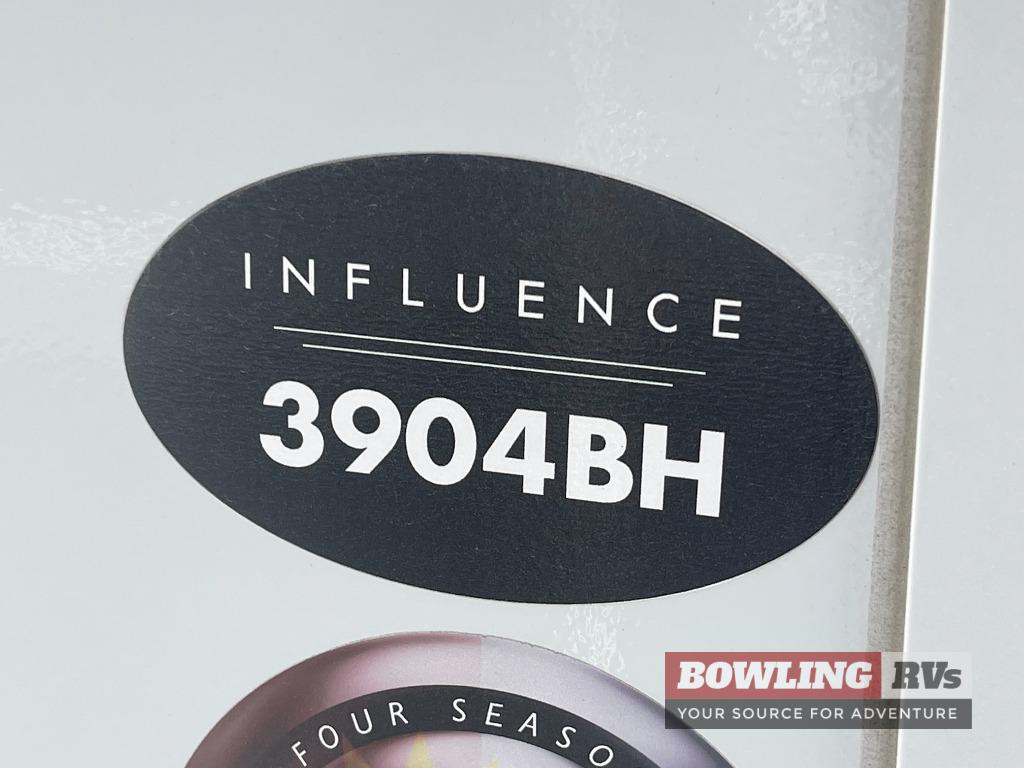 INFLUENCE
3904BH
FOUR SEASO
BOWLING RVs
YOUR SOURCE FOR ADVENTURE